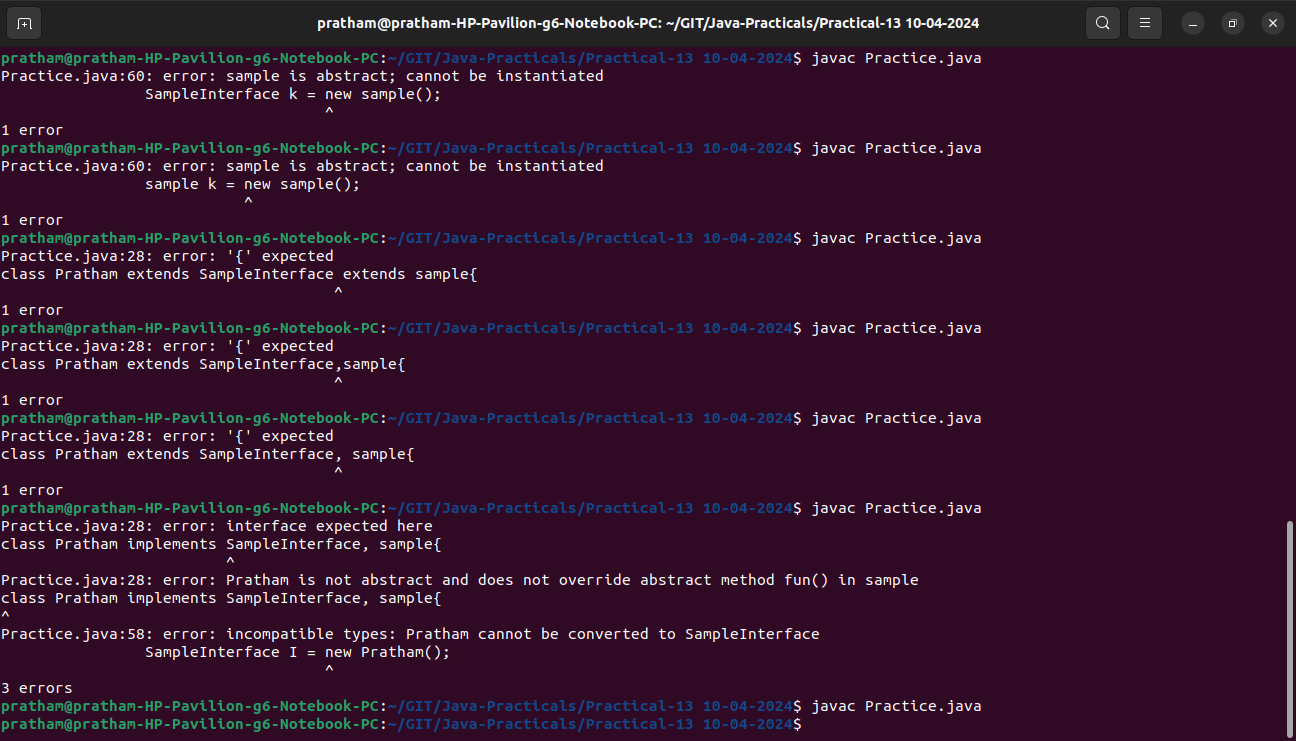 pratham@pratham-HP-Pavilion-g6-Notebook-PC: ~/GIT/Java-Practicals/Practical-13 10-04-2024
pratham@pratham-HP-Pavilion-g6-Notebook-PC:~/GIT/Java-Practicals/Practical-13 10-04-2024$ javac Practice.java
Practice.java:60: error: sample is abstract; cannot be instantiated
                SampleInterface k = new sample();
                                    ^
1 error
pratham@pratham-HP-Pavilion-g6-Notebook-PC:~/GIT/Java-Practicals/Practical-13 10-04-2024$ javac Practice.java
Practice.java:60: error: sample is abstract; cannot be instantiated
                sample k = new sample();
                           ^
1 error
pratham@pratham-HP-Pavilion-g6-Notebook-PC:~/GIT/Java-Practicals/Practical-13 10-04-2024$ javac Practice.java
Practice.java:28: error: '{' expected
class Pratham extends SampleInterface extends sample{
                                     ^
1 error
pratham@pratham-HP-Pavilion-g6-Notebook-PC:~/GIT/Java-Practicals/Practical-13 10-04-2024$ javac Practice.java
Practice.java:28: error: '{' expected
class Pratham extends SampleInterface,sample{
                                     ^
1 error
pratham@pratham-HP-Pavilion-g6-Notebook-PC:~/GIT/Java-Practicals/Practical-13 10-04-2024$ javac Practice.java
Practice.java:28: error: '{' expected
class Pratham extends SampleInterface, sample{
                                     ^
1 error
pratham@pratham-HP-Pavilion-g6-Notebook-PC:~/GIT/Java-Practicals/Practical-13 10-04-2024$ javac Practice.java
Practice.java:28: error: interface expected here
class Pratham implements SampleInterface, sample{
                         ^
Practice.java:28: error: Pratham is not abstract and does not override abstract method fun() in sample
class Pratham implements SampleInterface, sample{
^
Practice.java:58: error: incompatible types: Pratham cannot be converted to SampleInterface
                SampleInterface I = new Pratham();
                                    ^
3 errors
pratham@pratham-HP-Pavilion-g6-Notebook-PC:~/GIT/Java-Practicals/Practical-13 10-04-2024$ javac Practice.java
pratham@pratham-HP-Pavilion-g6-Notebook-PC:~/GIT/Java-Practicals/Practical-13 10-04-2024$